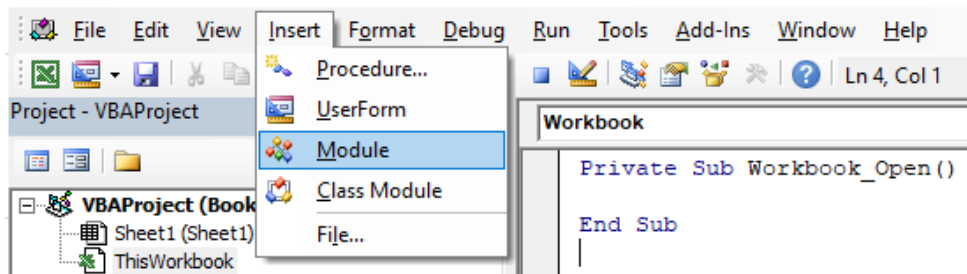 File Edit View Insert Format Debug Run Tools Add-Ins Window Help
Ln 4, Col 1
Procedure...
UserForm
Module
Class Module
File...
Project - VBAProject
VBAProject (Book
Sheet1 (Sheet1)
ThisWorkbook
Workbook
Private Sub Workbook_Open()
End Sub